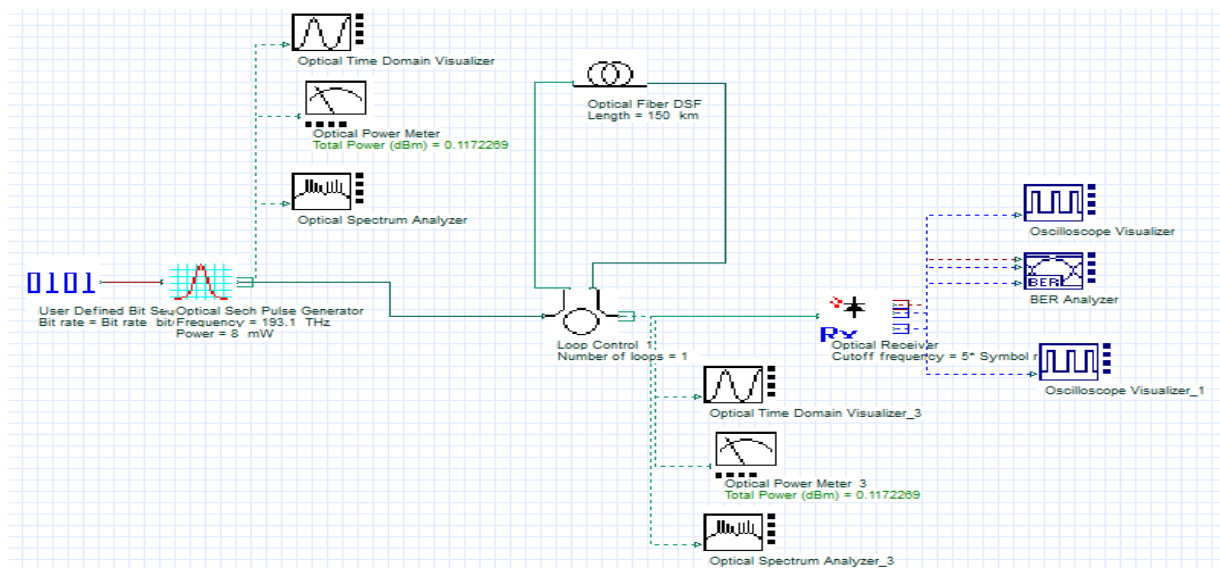 Optical Time Domain Visualizer
Optical Power Meter
Total Power (dBm) = 0.1172269
Optical Spectrum Analyzer
Optical Fiber DSF
Length = 150 km
0101
User Defined Bit Seq
Bit rate = Bit rate bit/
Optical Sech Pulse Generator
Frequency = 193.1 THz
Power = 8 mW
Loop Control 1
Number of loops = 1
Rx
Optical Receiver
Cutoff frequency = 5* Symbol r
Oscilloscope Visualizer
BER
BER Analyzer
Oscilloscope Visualizer_1
Optical Time Domain Visualizer_3
Optical Power Meter_3
Total Power (dBm) = 0.1172269
Optical Spectrum Analyzer_3